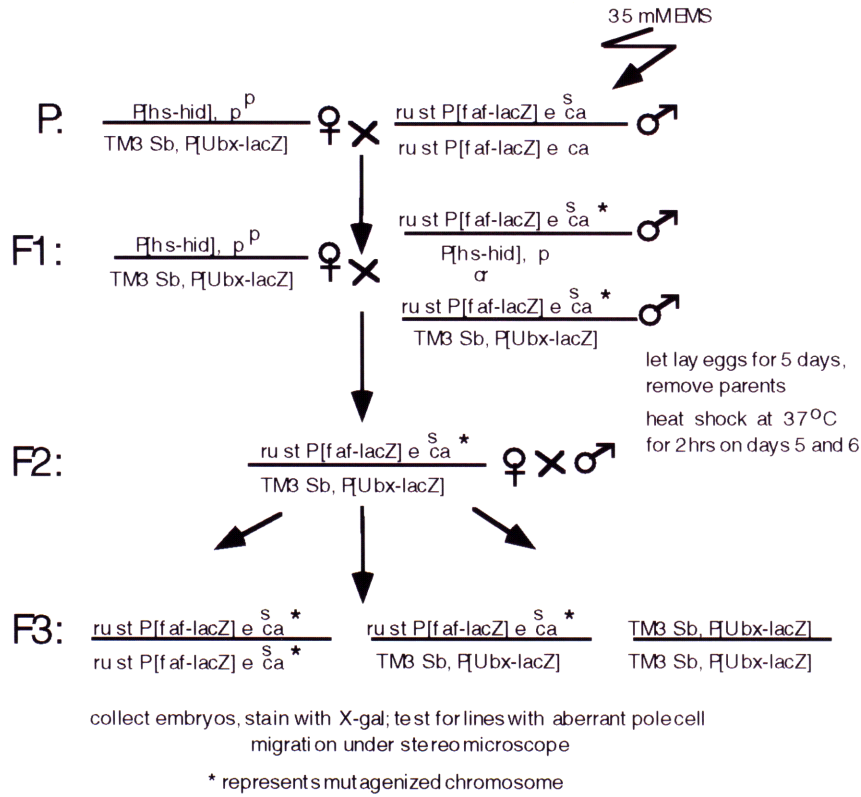 35 mM EMS
P:
P[hs-hid], p^p
TM3 Sb, P[Ubx-lacZ]
♀ X
ru st P[faf-lacZ] e^s ca
ru st P[faf-lacZ] e ca
♂
F1:
P[hs-hid], p^p
TM3 Sb, P[Ubx-lacZ]
♀ X
ru st P[faf-lacZ] e^s ca *
P[hs-hid], p
♂
or
ru st P[faf-lacZ] e^s ca *
TM3 Sb, P[Ubx-lacZ]
♂
let lay eggs for 5 days,
remove parents
heat shock at 37°C
for 2hrs on days 5 and 6
F2:
ru st P[faf-lacZ] e^s ca *
TM3 Sb, P[Ubx-lacZ]
♀ X ♂
F3:
ru st P[faf-lacZ] e^s ca *
ru st P[faf-lacZ] e^s ca *
ru st P[faf-lacZ] e^s ca *
TM3 Sb, P[Ubx-lacZ]
TM3 Sb, P[Ubx-lacZ]
TM3 Sb, P[Ubx-lacZ]
collect embryos, stain with X-gal; test for lines with aberrant pole cell
migration under stereo microscope
* represents mutagenized chromosome